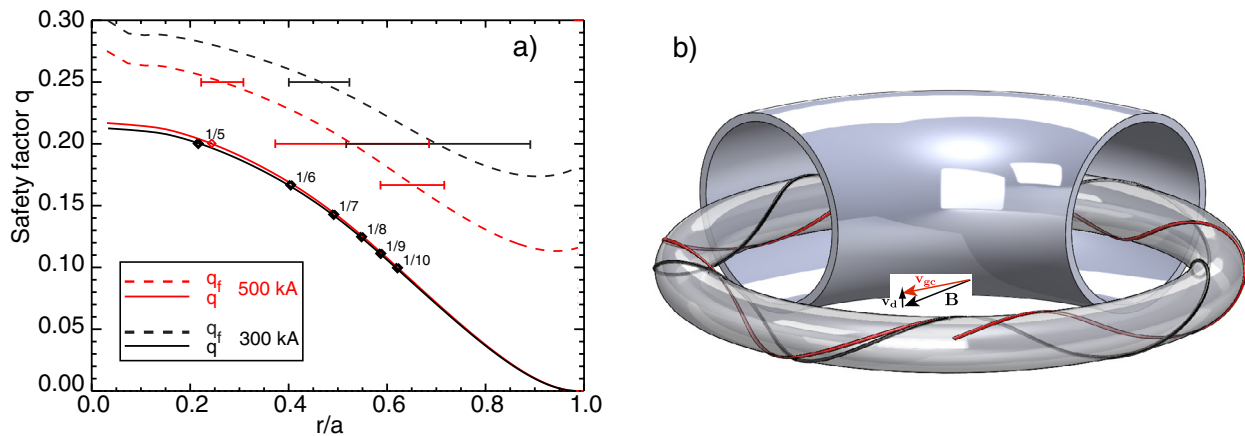 a)
b)
Safety factor q
0.30
0.25
0.20
0.15
0.10
0.05
0.00
1/5
1/6
1/7
1/8
1/9
1/10
q_f
q 500 kA
q_f
q 300 kA
0.0 0.2 0.4 0.6 0.8 1.0
r/a
v_gc
v_d B